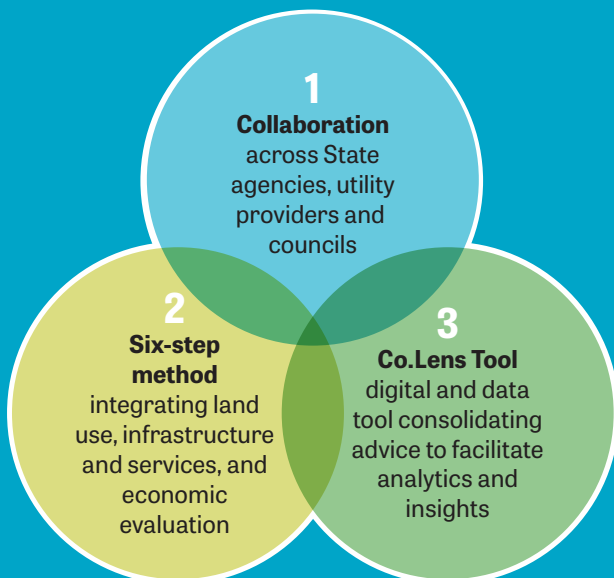 1
Collaboration
across State
agencies, utility
providers and
councils
2
Six-step
method
integrating land
use, infrastructure
and services, and
economic
evaluation
3
Co.Lens Tool
digital and data
tool consolidating
advice to facilitate
analytics and
insights